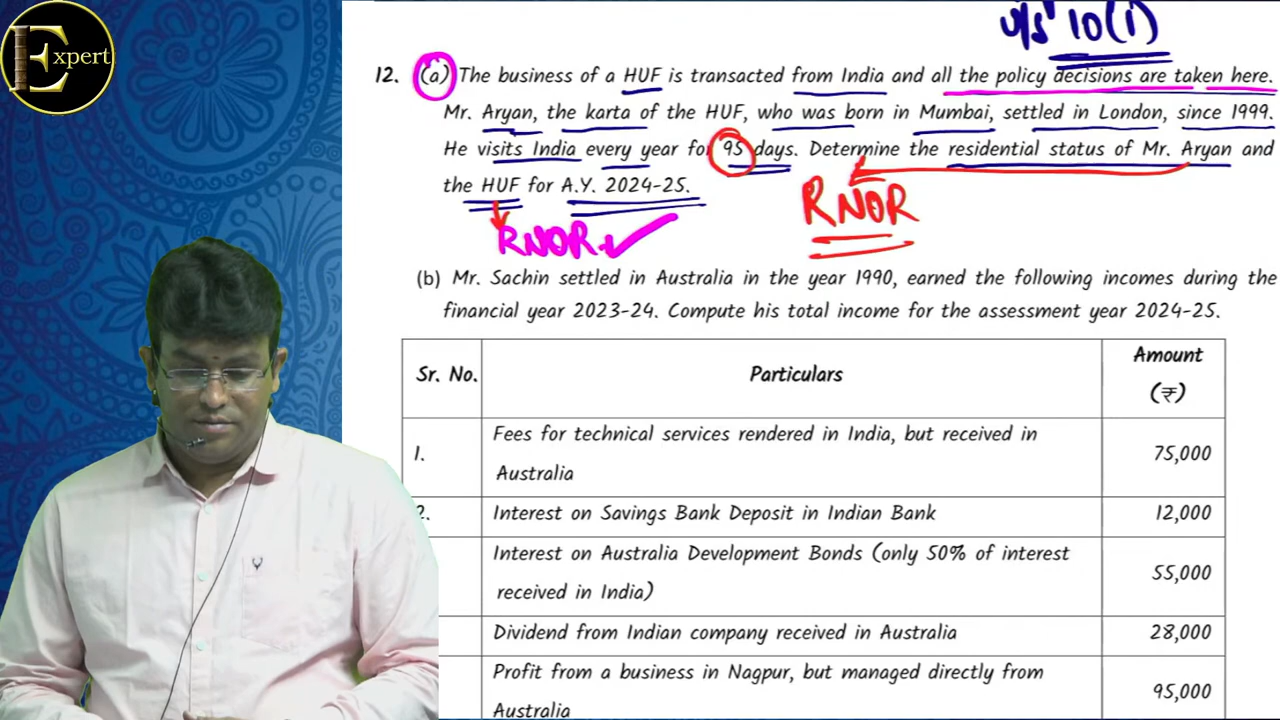 Expert
u/s 10(1)
12. (a) The business of a HUF is transacted from India and all the policy decisions are taken here.
Mr. Aryan, the karta of the HUF, who was born in Mumbai, settled in London, since 1999.
He visits India every year for 95 days. Determine the residential status of Mr. Aryan and
the HUF for A.Y. 2024-25.
RNOR
RNOR ✓
(b) Mr. Sachin settled in Australia in the year 1990, earned the following incomes during the
financial year 2023-24. Compute his total income for the assessment year 2024-25.
Sr. No. Particulars Amount (₹)
1. Fees for technical services rendered in India, but received in
Australia 75,000
2. Interest on Savings Bank Deposit in Indian Bank 12,000
Interest on Australia Development Bonds (only 50% of interest
received in India) 55,000
Dividend from Indian company received in Australia 28,000
Profit from a business in Nagpur, but managed directly from
Australia 95,000